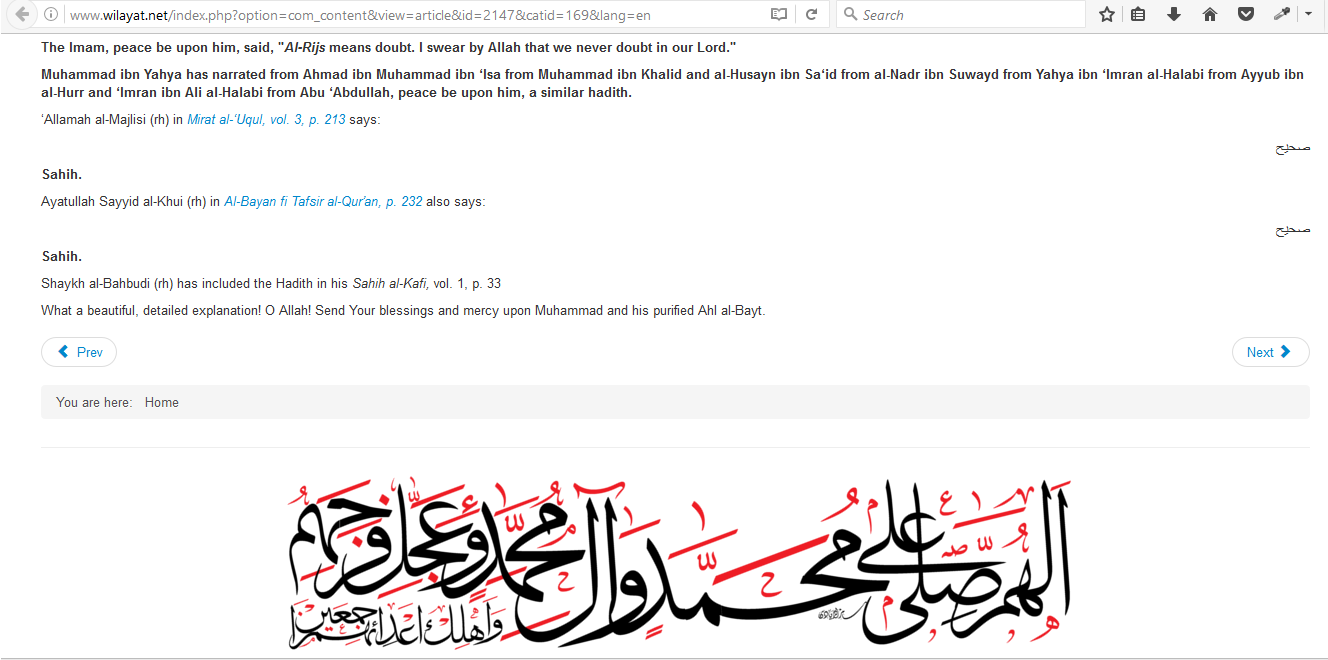 www.wilayat.net/index.php?option=com_content&view=article&id=2147&catid=169&lang=en
Search
The Imam, peace be upon him, said, "Al-Rijs means doubt. I swear by Allah that we never doubt in our Lord."
Muhammad ibn Yahya has narrated from Ahmad ibn Muhammad ibn ‘Isa from Muhammad ibn Khalid and al-Husayn ibn Sa‘id from al-Nadr ibn Suwayd from Yahya ibn ‘Imran al-Halabi from Ayyub ibn
al-Hurr and ‘Imran ibn Ali al-Halabi from Abu ‘Abdullah, peace be upon him, a similar hadith.
‘Allamah al-Majlisi (rh) in Mirat al-‘Uqul, vol. 3, p. 213 says:
صحيح
Sahih.
Ayatullah Sayyid al-Khui (rh) in Al-Bayan fi Tafsir al-Qur'an, p. 232 also says:
صحيح
Sahih.
Shaykh al-Bahbudi (rh) has included the Hadith in his Sahih al-Kafi, vol. 1, p. 33
What a beautiful, detailed explanation! O Allah! Send Your blessings and mercy upon Muhammad and his purified Ahl al-Bayt.
Prev
Next
You are here: Home
اللهم صل على محمد وآل محمد وعجل فرجهم
وأهلك أعدائهم أجمعين